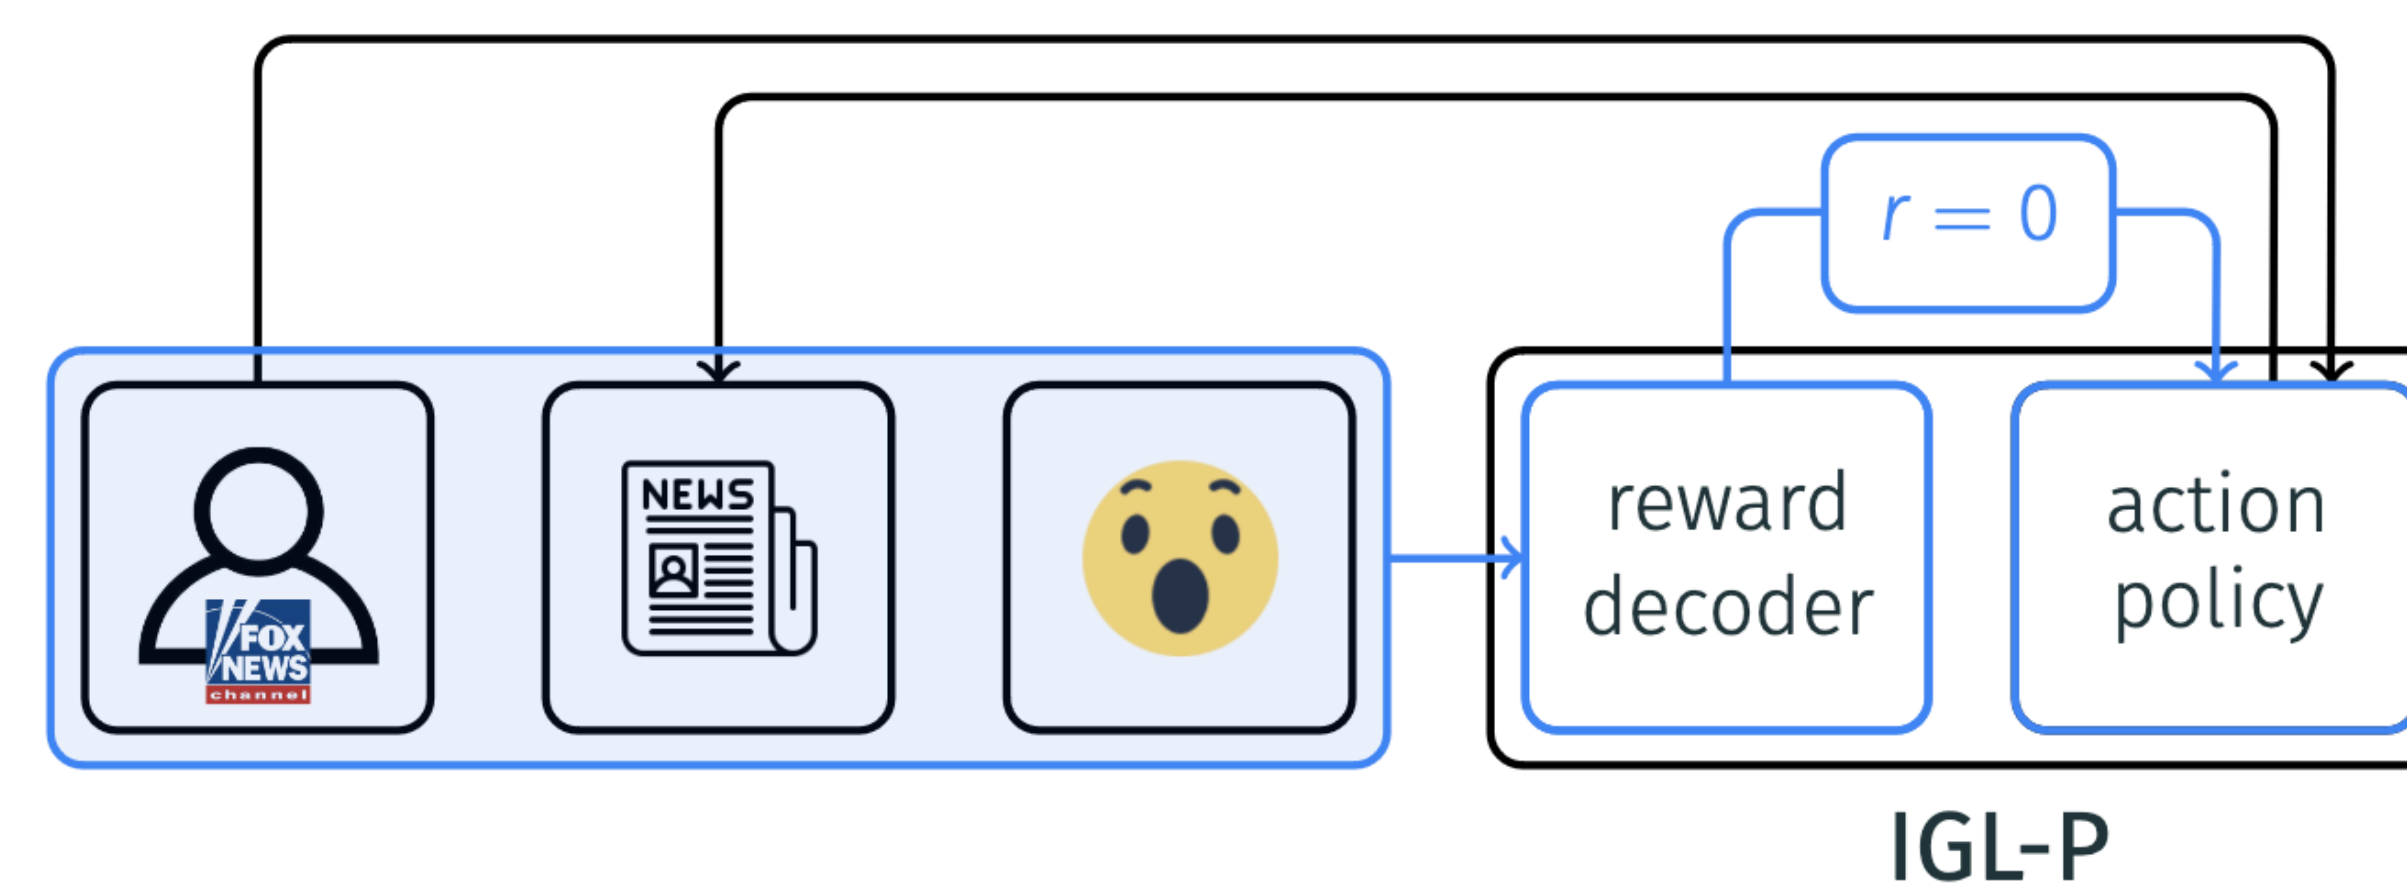 r = 0
FOX
NEWS
channel
NEWS
reward
decoder
action
policy
IGL-P